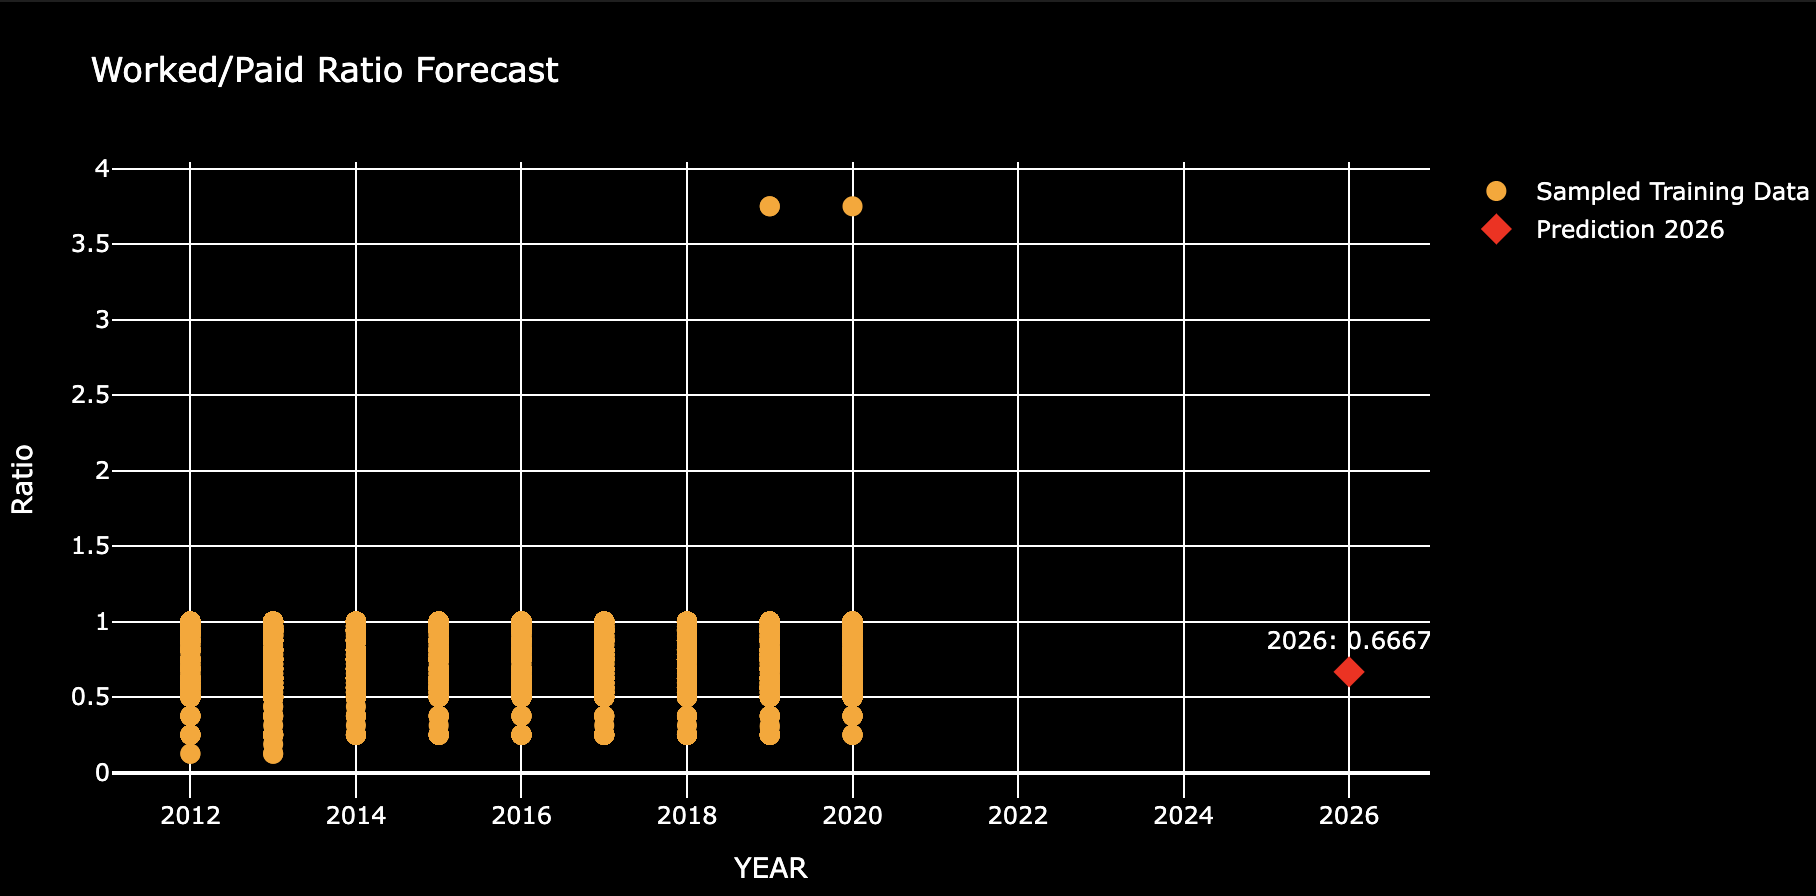 Worked/Paid Ratio Forecast
4
3.5
3
2.5
2
1.5
1
0.5
0
Ratio
2012 2014 2016 2018 2020 2022 2024 2026
YEAR
2026: 0.6667
Sampled Training Data
Prediction 2026